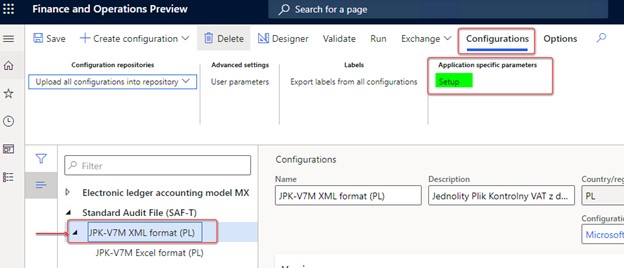 Finance and Operations Preview
Search for a page
Save
Create configuration
Delete
Designer
Validate
Run
Exchange
Configurations
Options
Configuration repositories
Advanced settings
Labels
Application specific parameters
Upload all configurations into repository
User parameters
Export labels from all configurations
Setup
Filter
Electronic ledger accounting model MX
Standard Audit File (SAF-T)
JPK-V7M XML format (PL)
JPK-V7M Excel format (PL)
Configurations
Name
Description
Country/reg
JPK-V7M XML format (PL)
Jednolity Plik Kontrolny VAT z d...
PL
Configuration
Microsoft